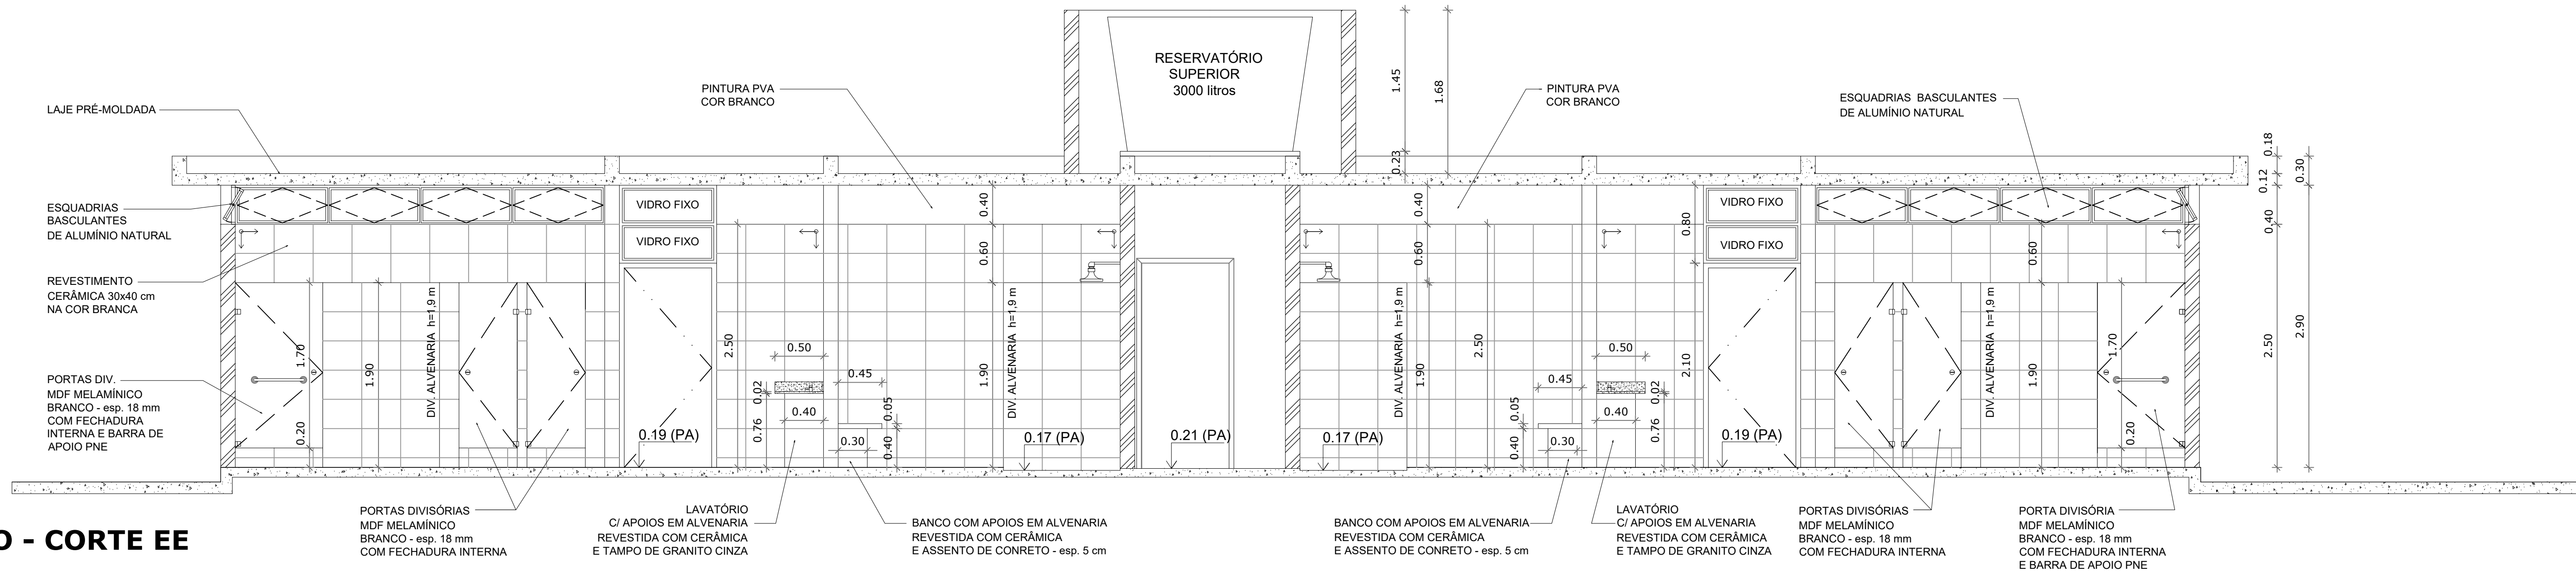 RESERVATÓRIO
SUPERIOR
3000 litros
LAJE PRÉ-MOLDADA
PINTURA PVA
COR BRANCO
PINTURA PVA
COR BRANCO
ESQUADRIAS  BASCULANTES
DE ALUMÍNIO NATURAL
1.45
1.68
0.23
0.18
0.30
0.12
ESQUADRIAS
BASCULANTES
DE ALUMÍNIO NATURAL
REVESTIMENTO
CERÂMICA 30x40 cm
NA COR BRANCA
PORTAS DIV.
MDF MELAMÍNICO
BRANCO - esp. 18 mm
COM FECHADURA
INTERNA E BARRA DE
APOIO PNE
VIDRO FIXO
VIDRO FIXO
1.70
0.20
1.90
DIV. ALVENARIA  h=1,9 m
0.19 (PA)
2.50
0.50
0.02
0.40
0.76
0.45
0.05
0.30
0.40
0.40
0.60
1.90
DIV. ALVENARIA  h=1,9 m
0.17 (PA)
0.21 (PA)
0.17 (PA)
DIV. ALVENARIA  h=1,9 m
0.40
0.60
1.90
2.50
0.45
0.05
0.30
0.40
0.50
0.02
0.40
0.76
0.80
2.10
VIDRO FIXO
VIDRO FIXO
0.19 (PA)
DIV. ALVENARIA  h=1,9 m
0.60
1.90
1.70
0.20
0.40
2.50
2.90
PORTAS DIVISÓRIAS
MDF MELAMÍNICO
BRANCO - esp. 18 mm
COM FECHADURA INTERNA
LAVATÓRIO
C/ APOIOS EM ALVENARIA
REVESTIDA COM CERÂMICA
E TAMPO DE GRANITO CINZA
BANCO COM APOIOS EM ALVENARIA
REVESTIDA COM CERÂMICA
E ASSENTO DE CONRETO - esp. 5 cm
BANCO COM APOIOS EM ALVENARIA
REVESTIDA COM CERÂMICA
E ASSENTO DE CONRETO - esp. 5 cm
LAVATÓRIO
C/ APOIOS EM ALVENARIA
REVESTIDA COM CERÂMICA
E TAMPO DE GRANITO CINZA
PORTAS DIVISÓRIAS
MDF MELAMÍNICO
BRANCO - esp. 18 mm
COM FECHADURA INTERNA
PORTA DIVISÓRIA
MDF MELAMÍNICO
BRANCO - esp. 18 mm
COM FECHADURA INTERNA
E BARRA DE APOIO PNE
O - CORTE EE